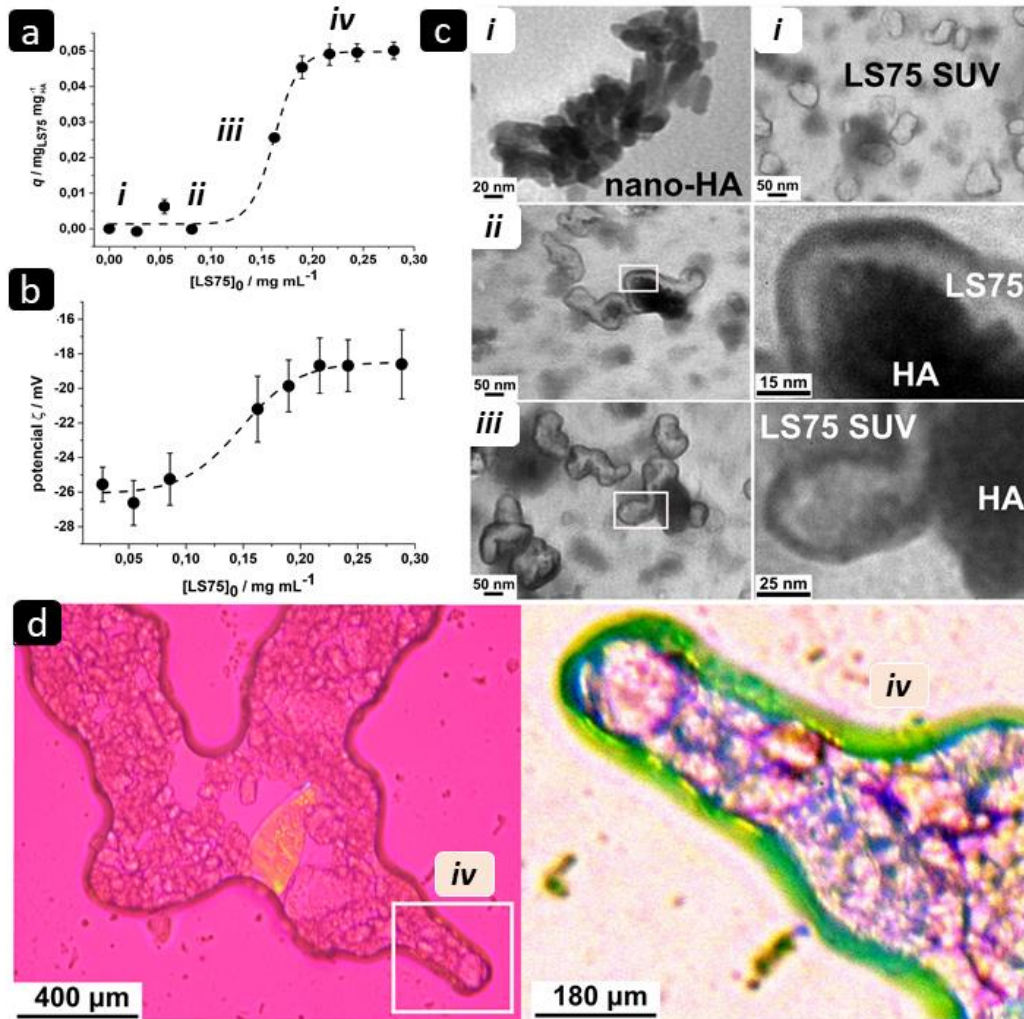 a
iv
0,05
0,04
0,03
0,02
0,01
0,00
iii
i
ii
q / mgLS75 mg-1HA
0,00 0,05 0,10 0,15 0,20 0,25 0,30
[LS75]0 / mg mL-1
b
-16
-18
-20
-22
-24
-26
-28
potencial ζ / mV
0,05 0,10 0,15 0,20 0,25 0,30
[LS75]0 / mg mL-1
c
i
nano-HA
20 nm
i
LS75 SUV
50 nm
ii
50 nm
LS75
HA
15 nm
iii
50 nm
LS75 SUV
HA
25 nm
d
iv
400 µm
iv
180 µm